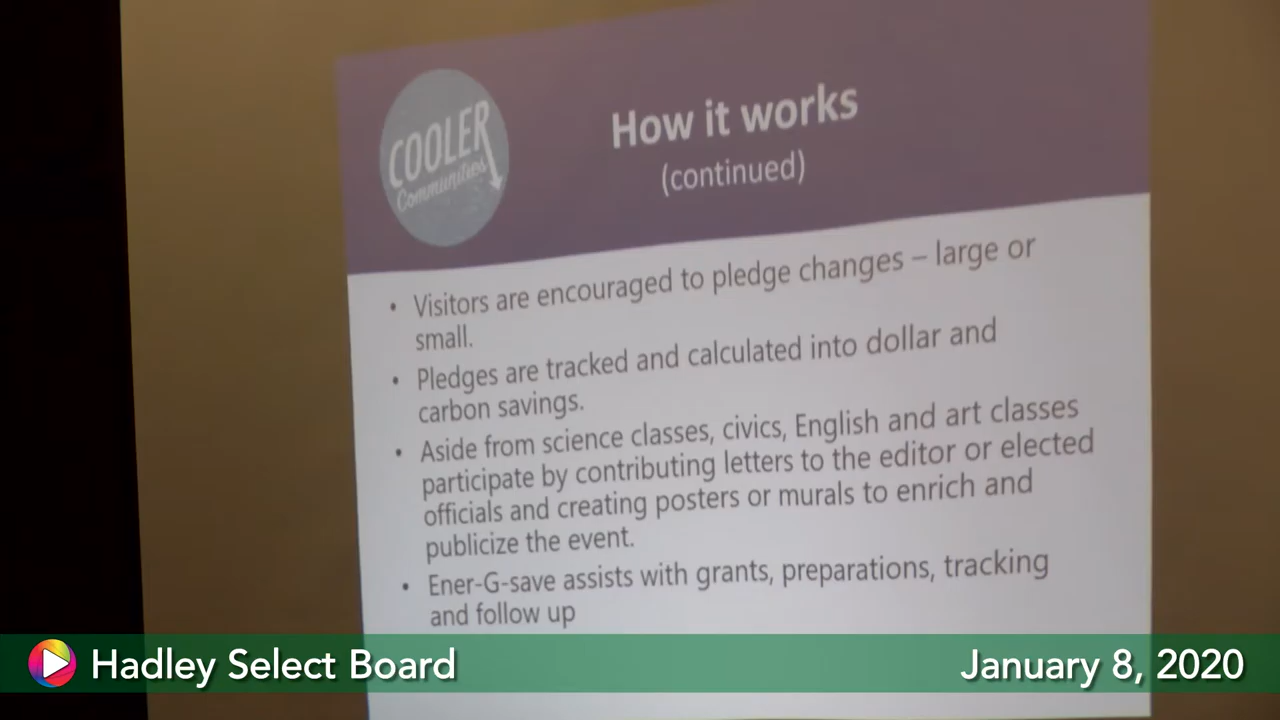 COOLER
Communities
How it works
(continued)
• Visitors are encouraged to pledge changes – large or
small.
• Pledges are tracked and calculated into dollar and
carbon savings.
• Aside from science classes, civics, English and art classes
participate by contributing letters to the editor or elected
officials and creating posters or murals to enrich and
publicize the event.
• Ener-G-save assists with grants, preparations, tracking
and follow up
Hadley Select Board
January 8, 2020